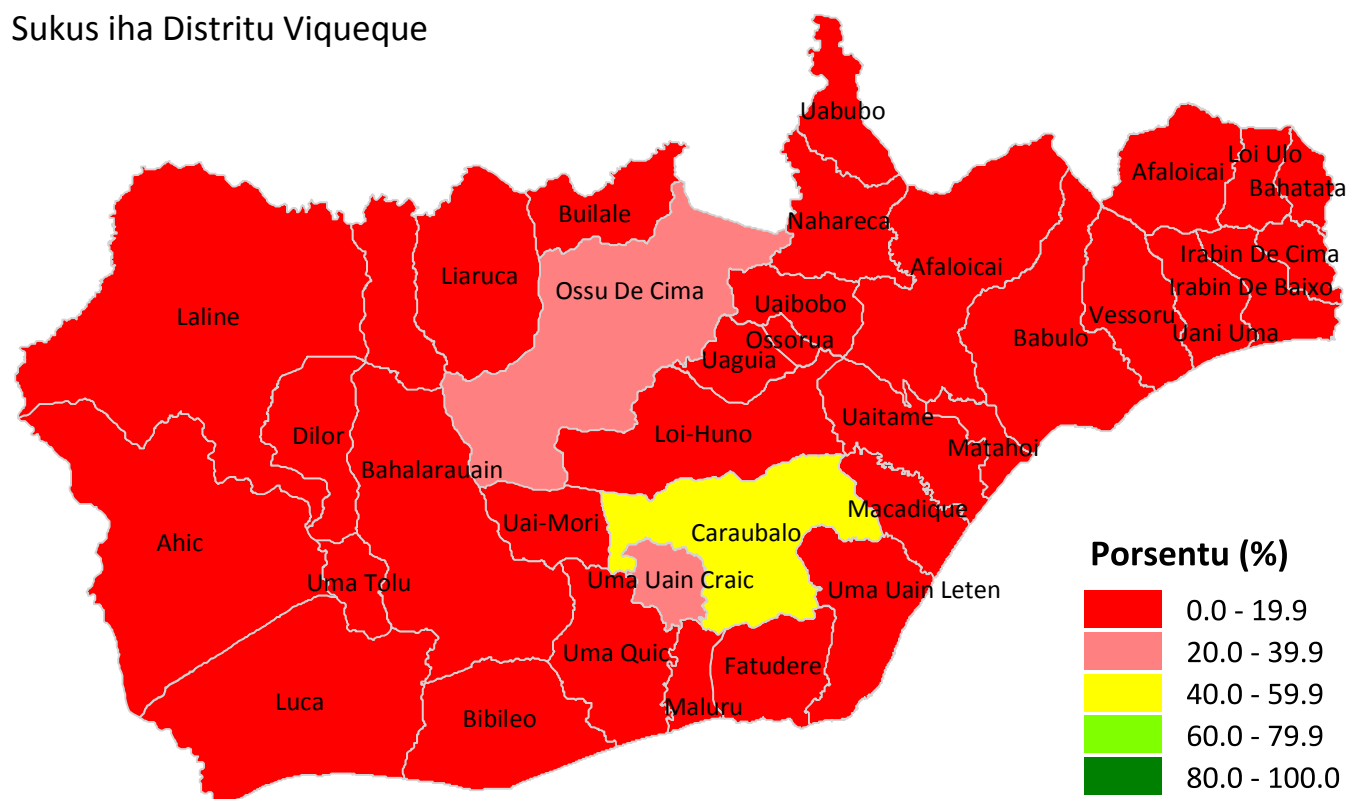 Sukus iha Distritu Viqueque
Uabubo
Loi Ulo
Afaloicai
Bahatata
Builale
Nahareca
Irabin De Cima
Afaloicai
Liaruca
Irabin De Baixo
Ossu De Cima
Uaibobo
Laline
Vessoru
Uani Uma
Babulo
Ossorua
Uaguia
Uaitame
Loi-Huno
Dilor
Matahoi
Bahalarauain
Macadique
Uai-Mori
Caraubalo
Ahic
Uma Tolu
Uma Uain Craic
Uma Uain Leten
Uma Quic
Fatudere
Luca
Maluru
Bibileo
Porsentu (%)
0.0 - 19.9
20.0 - 39.9
40.0 - 59.9
60.0 - 79.9
80.0 - 100.0